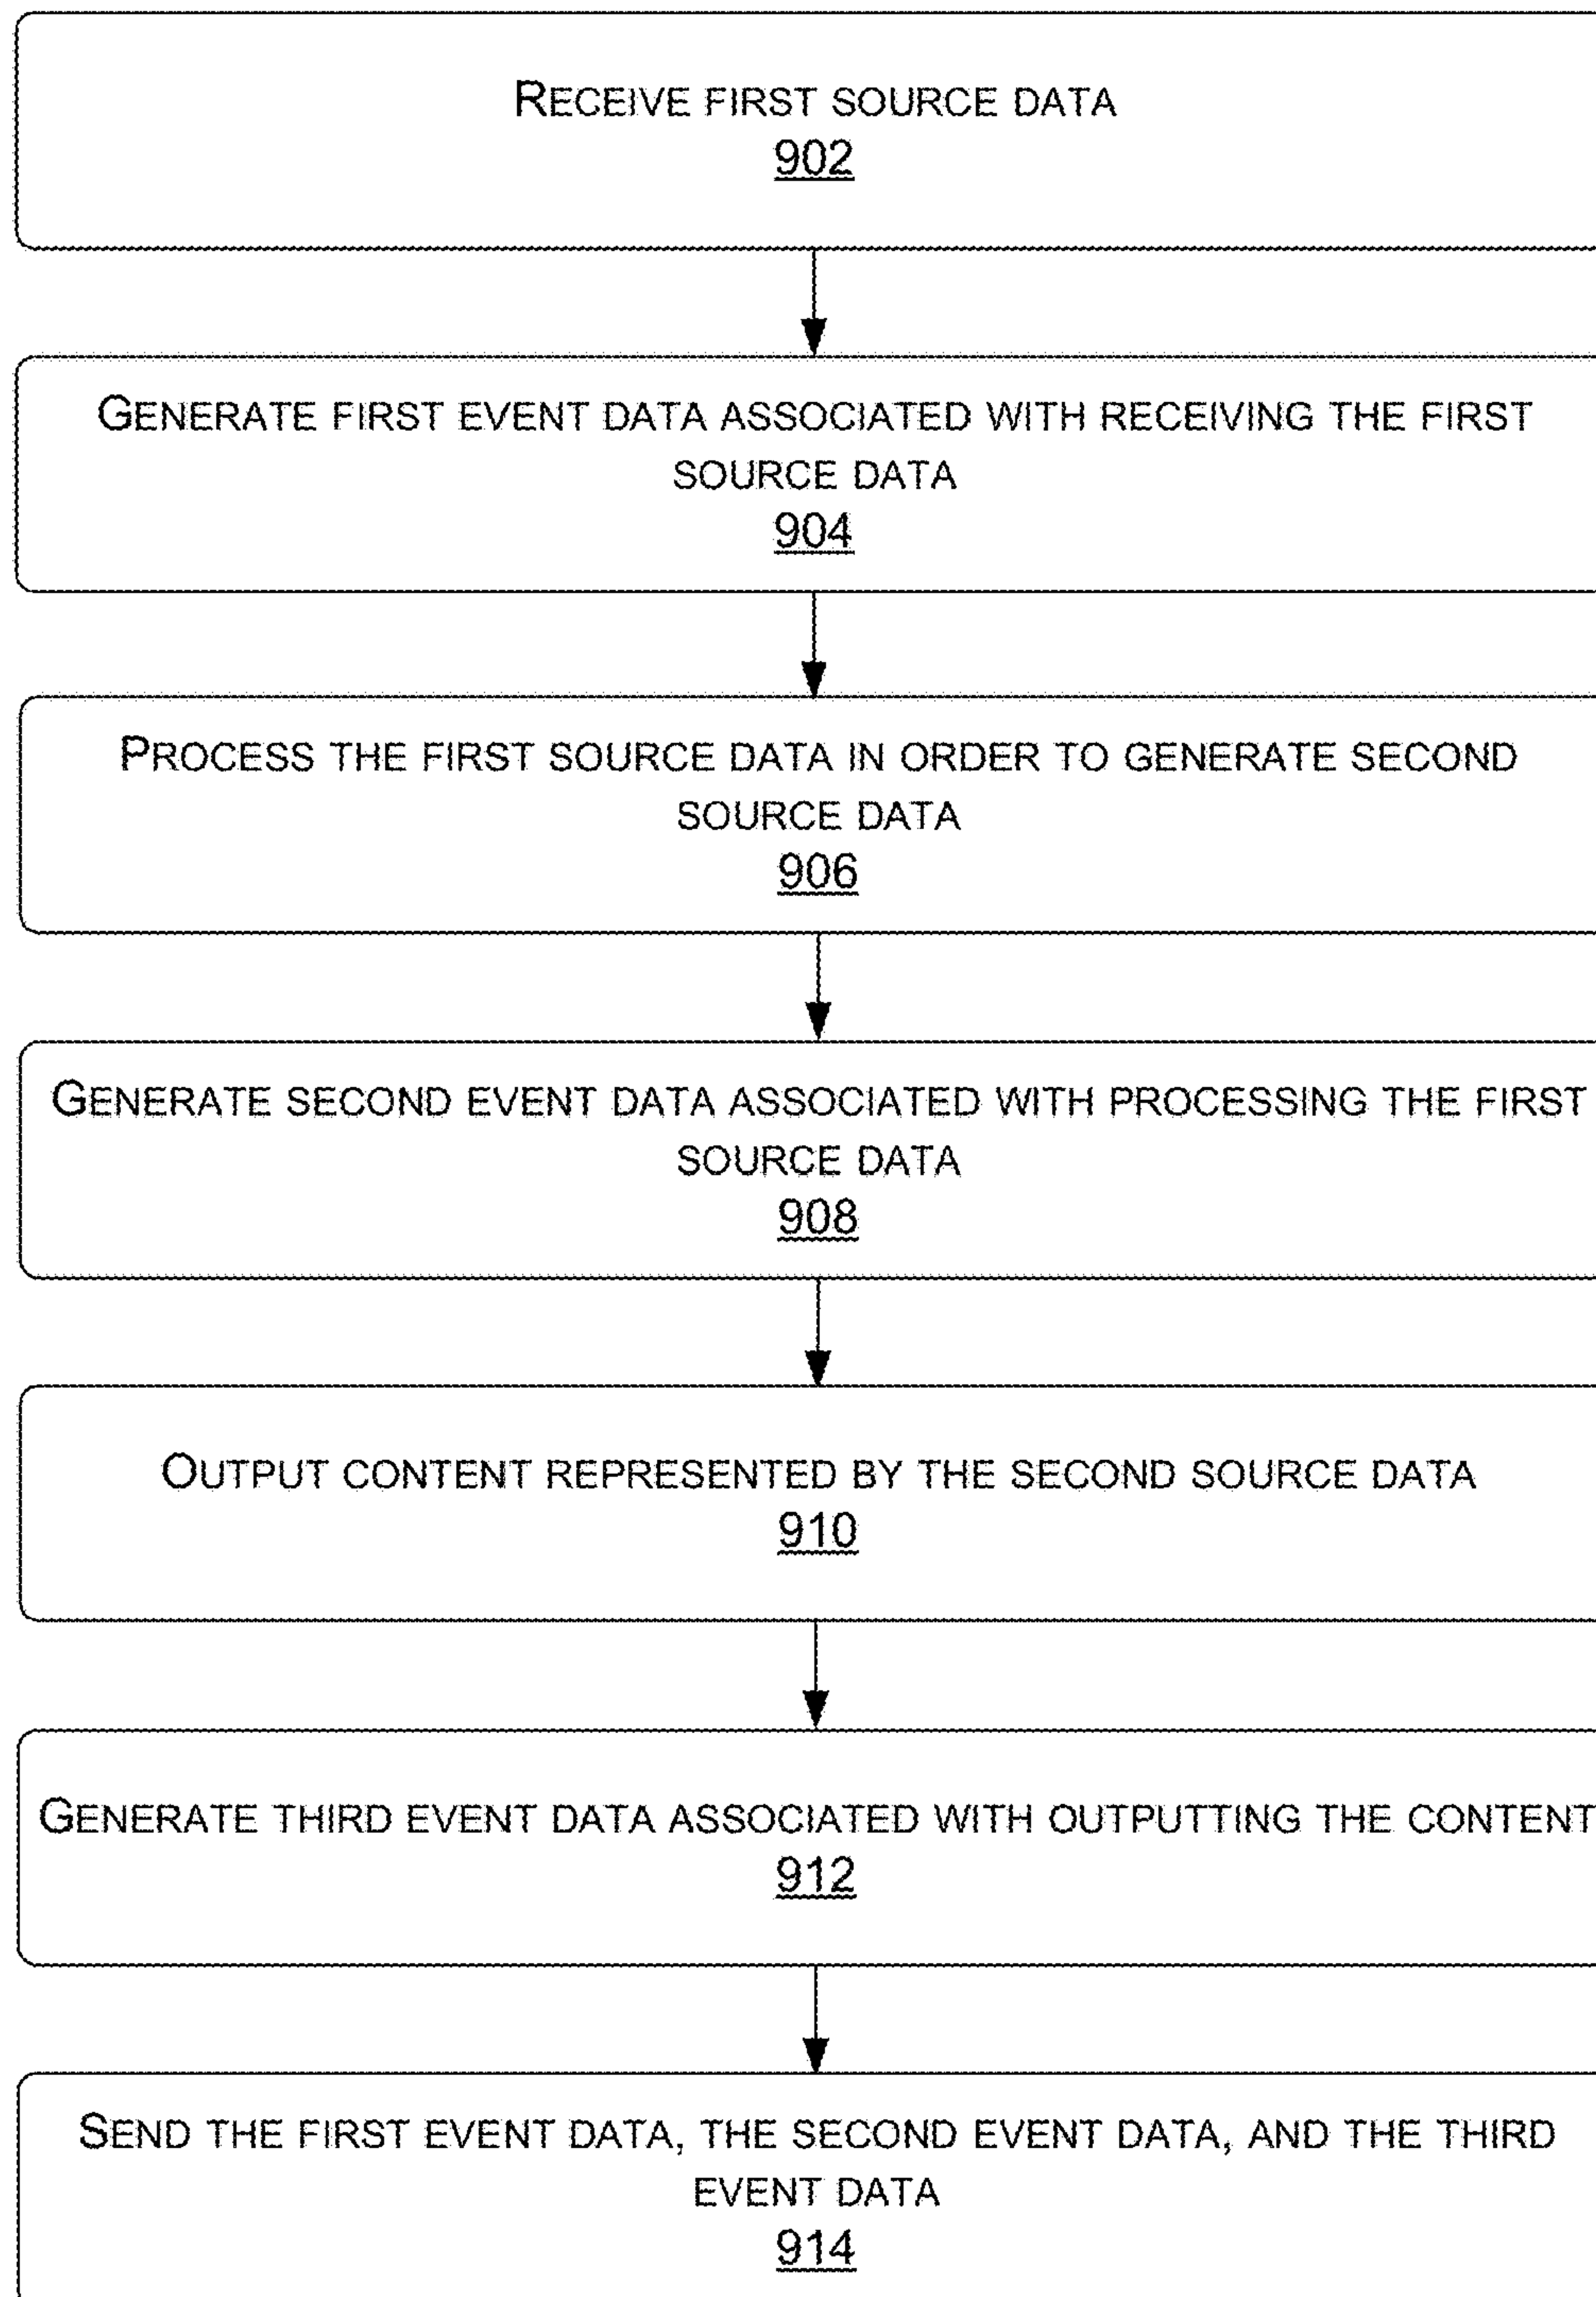 RECEIVE FIRST SOURCE DATA
902
GENERATE FIRST EVENT DATA ASSOCIATED WITH RECEIVING THE FIRST
SOURCE DATA
904
PROCESS THE FIRST SOURCE DATA IN ORDER TO GENERATE SECOND
SOURCE DATA
906
GENERATE SECOND EVENT DATA ASSOCIATED WITH PROCESSING THE FIRST
SOURCE DATA
908
OUTPUT CONTENT REPRESENTED BY THE SECOND SOURCE DATA
910
GENERATE THIRD EVENT DATA ASSOCIATED WITH OUTPUTTING THE CONTENT
912
SEND THE FIRST EVENT DATA, THE SECOND EVENT DATA, AND THE THIRD
EVENT DATA
914